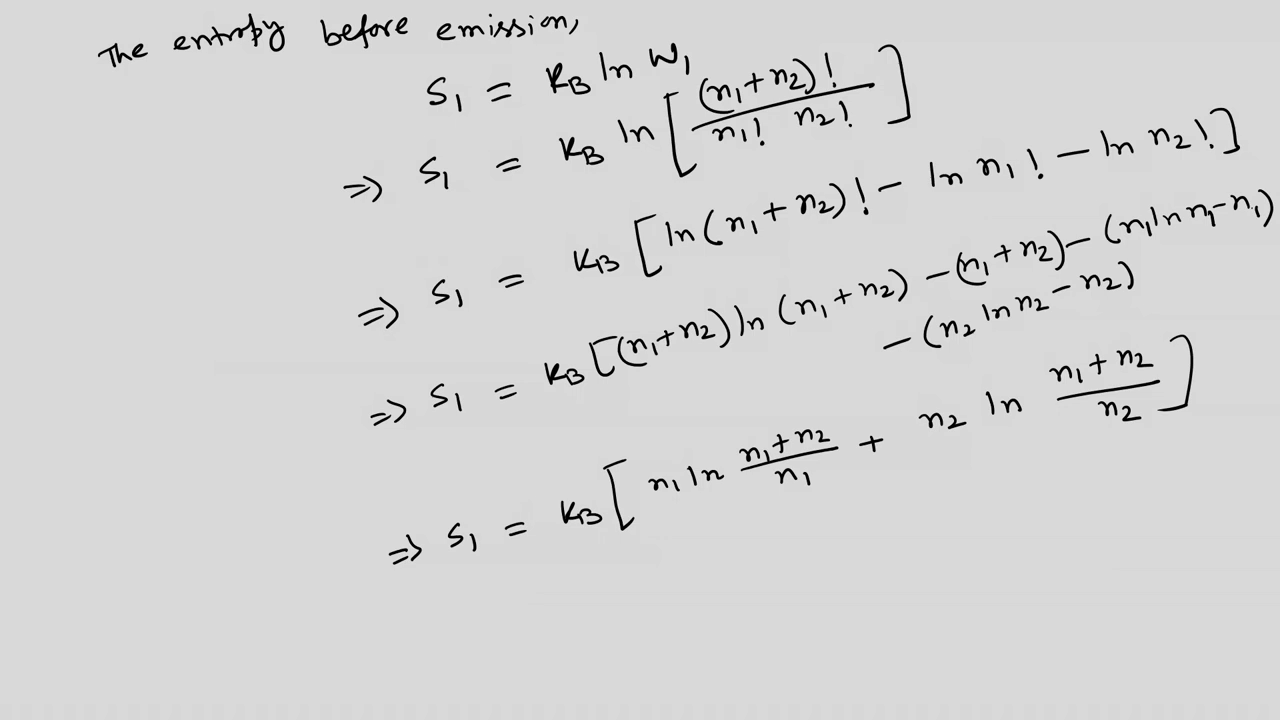 The entropy before emission,
S₁ = k_B ln W₁
⇒ S₁ = k_B ln [ (n₁+n₂)! / n₁! n₂! ]
⇒ S₁ = k_B [ ln (n₁+n₂)! − ln n₁! − ln n₂! ]
⇒ S₁ = k_B [ (n₁+n₂) ln (n₁+n₂) − (n₁+n₂) − (n₁ ln n₁ − n₁)
− (n₂ ln n₂ − n₂)
⇒ S₁ = k_B [ n₁ ln (n₁+n₂)/n₁ + n₂ ln (n₁+n₂)/n₂ ]